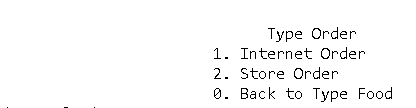 Type Order
1. Internet Order
2. Store Order
0. Back to Type Food